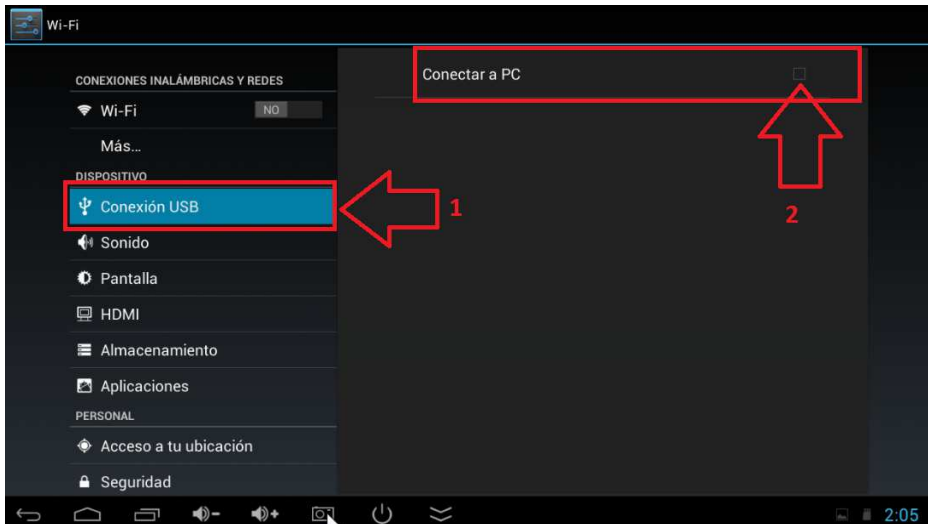 Wi-Fi
CONEXIONES INALÁMBRICAS Y REDES
Wi-Fi NO
Más...
DISPOSITIVO
Conexión USB
Sonido
Pantalla
HDMI
Almacenamiento
Aplicaciones
PERSONAL
Acceso a tu ubicación
Seguridad
Conectar a PC
1
2
2:05